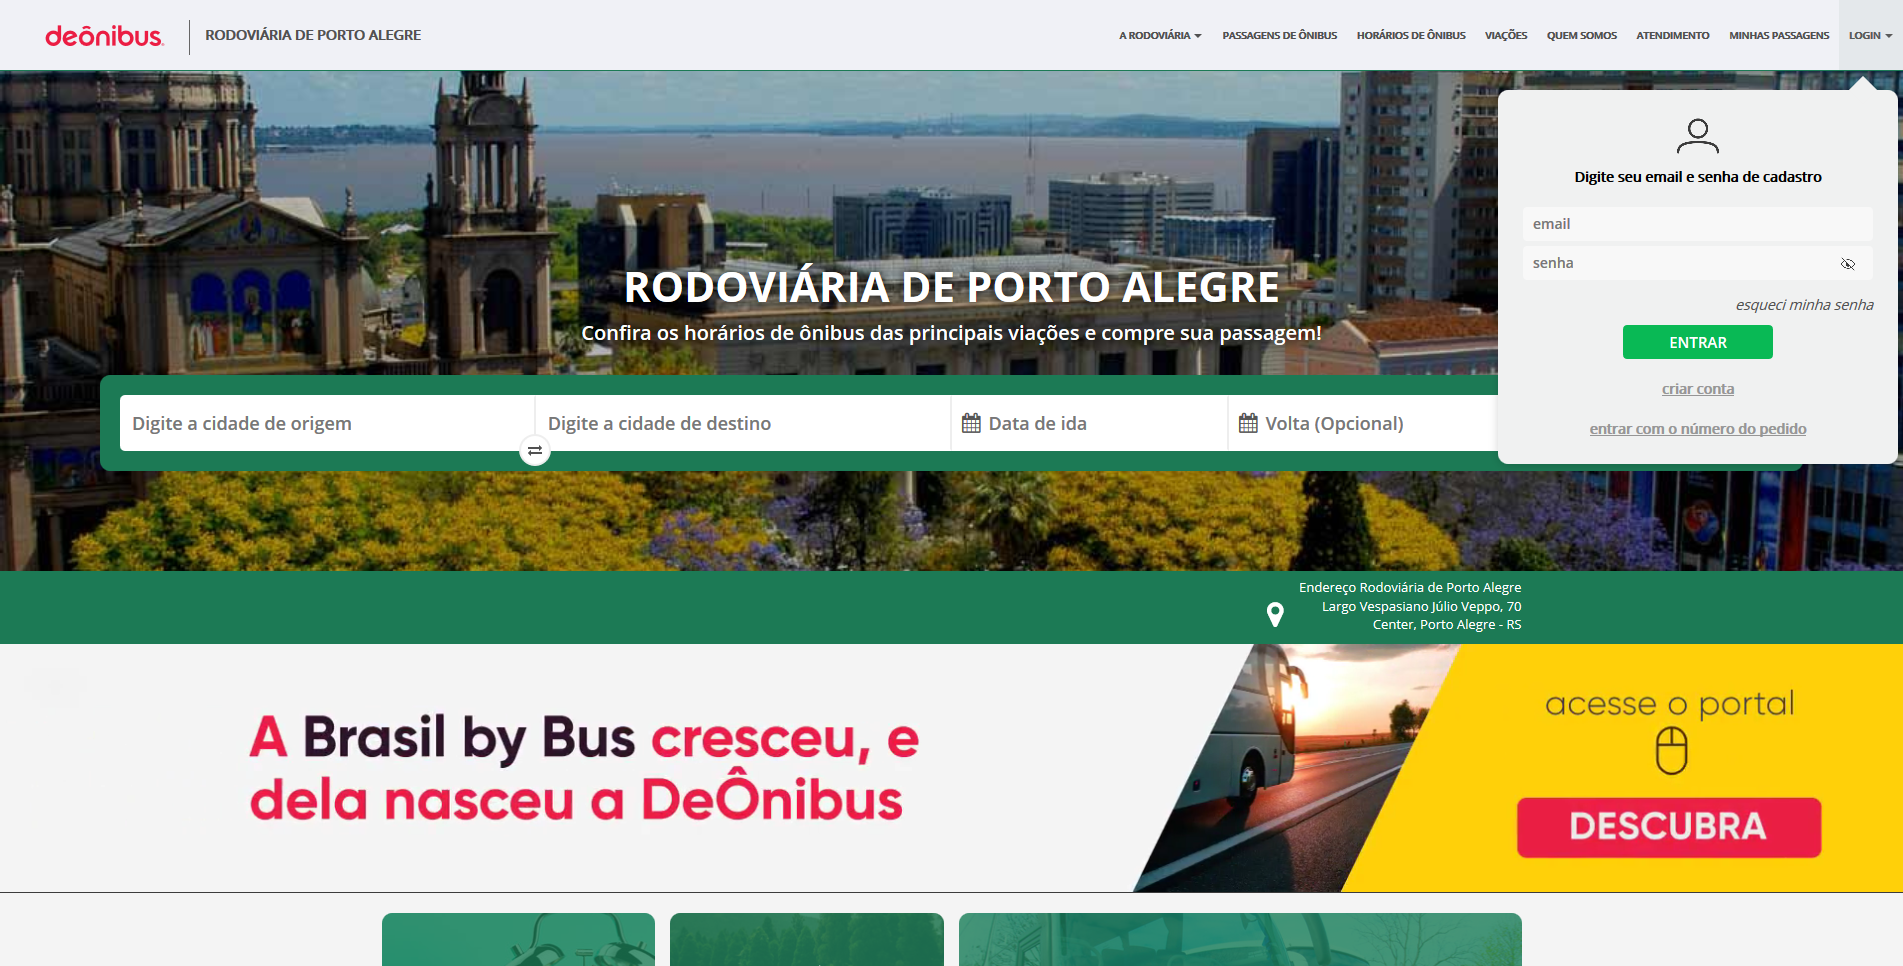 deônibus
RODOVIÁRIA DE PORTO ALEGRE
A RODOVIÁRIA
PASSAGENS DE ÔNIBUS
HORÁRIOS DE ÔNIBUS
VIAÇÕES
QUEM SOMOS
ATENDIMENTO
MINHAS PASSAGENS
LOGIN
Digite seu email e senha de cadastro
email
senha
esqueci minha senha
ENTRAR
criar conta
entrar com o número do pedido
RODOVIÁRIA DE PORTO ALEGRE
Confira os horários de ônibus das principais viações e compre sua passagem!
Digite a cidade de origem
Digite a cidade de destino
Data de ida
Volta (Opcional)
Endereço Rodoviária de Porto Alegre
Largo Vespasiano Júlio Veppo, 70
Center, Porto Alegre - RS
A Brasil by Bus cresceu, e
dela nasceu a DeÔnibus
acesse o portal
DESCUBRA